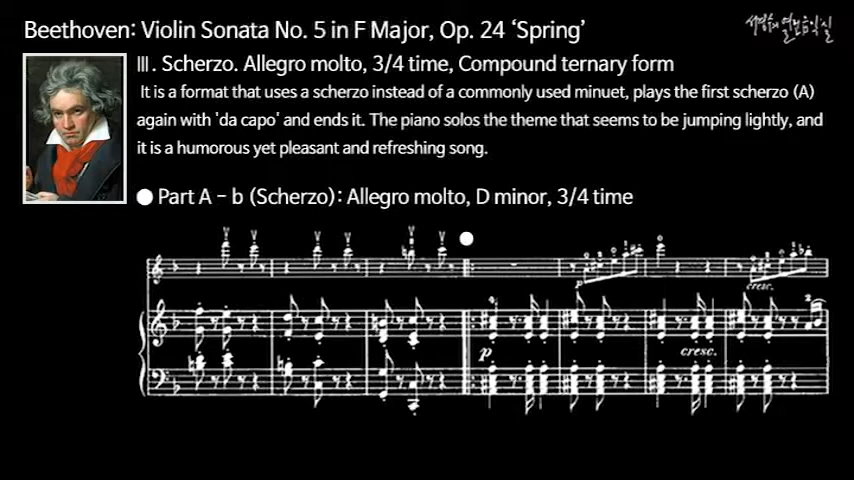 Beethoven: Violin Sonata No. 5 in F Major, Op. 24 ‘Spring’
Ⅲ. Scherzo. Allegro molto, 3/4 time, Compound ternary form
It is a format that uses a scherzo instead of a commonly used minuet, plays the first scherzo (A)
again with 'da capo' and ends it. The piano solos the theme that seems to be jumping lightly, and
it is a humorous yet pleasant and refreshing song.
● Part A – b (Scherzo): Allegro molto, D minor, 3/4 time
p
cresc.
p
cresc.